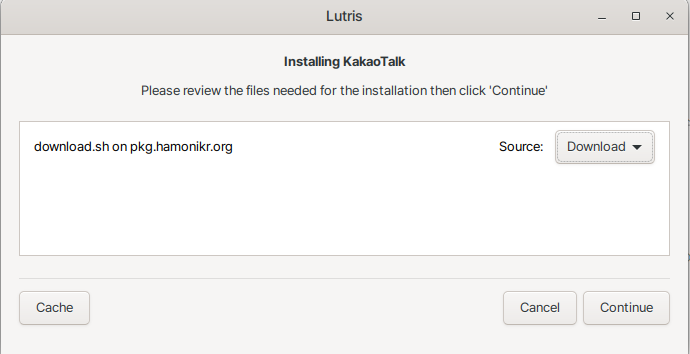 Lutris
Installing KakaoTalk
Please review the files needed for the installation then click 'Continue'
download.sh on pkg.hamonikr.org Source: Download
Cache Cancel Continue